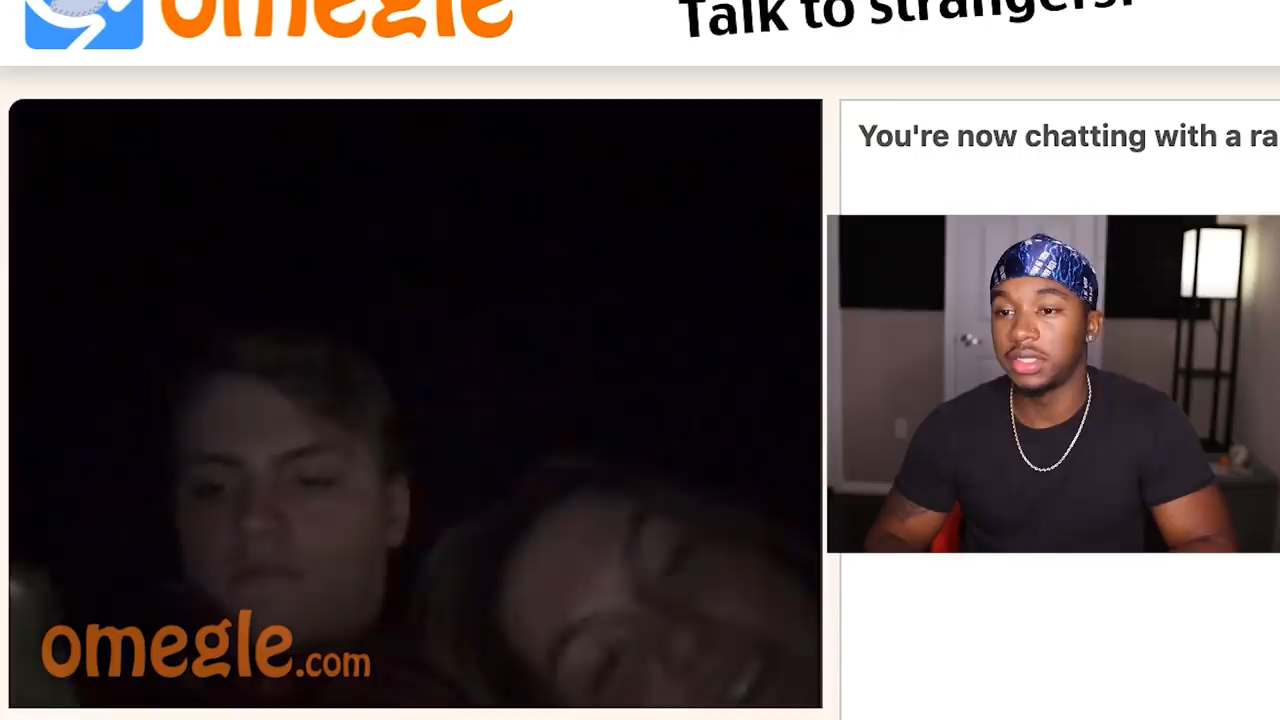 omegle
Talk to strangers!
You're now chatting with a ra
omegle.com